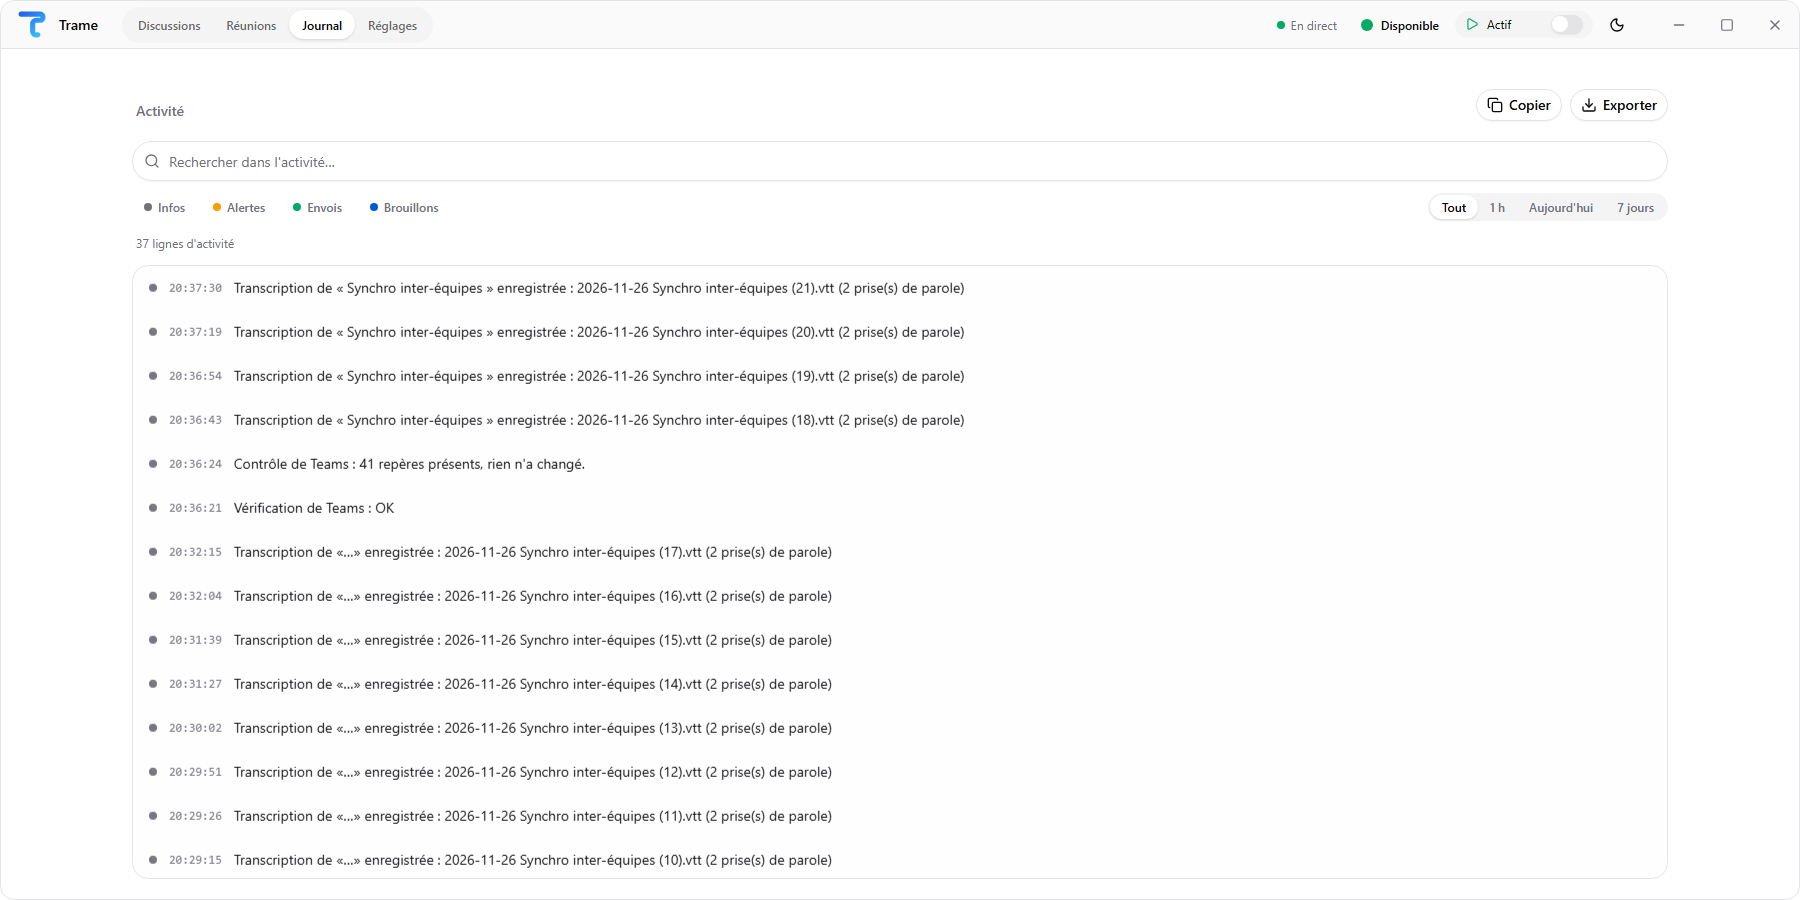 Trame
Discussions
Réunions
Journal
Réglages
En direct
Disponible
Actif
Activité
Copier
Exporter
Rechercher dans l'activité...
Infos
Alertes
Envois
Brouillons
Tout
1 h
Aujourd'hui
7 jours
37 lignes d'activité
20:37:30 Transcription de « Synchro inter-équipes » enregistrée : 2026-11-26 Synchro inter-équipes (21).vtt (2 prise(s) de parole)
20:37:19 Transcription de « Synchro inter-équipes » enregistrée : 2026-11-26 Synchro inter-équipes (20).vtt (2 prise(s) de parole)
20:36:54 Transcription de « Synchro inter-équipes » enregistrée : 2026-11-26 Synchro inter-équipes (19).vtt (2 prise(s) de parole)
20:36:43 Transcription de « Synchro inter-équipes » enregistrée : 2026-11-26 Synchro inter-équipes (18).vtt (2 prise(s) de parole)
20:36:24 Contrôle de Teams : 41 repères présents, rien n'a changé.
20:36:21 Vérification de Teams : OK
20:32:15 Transcription de «...» enregistrée : 2026-11-26 Synchro inter-équipes (17).vtt (2 prise(s) de parole)
20:32:04 Transcription de «...» enregistrée : 2026-11-26 Synchro inter-équipes (16).vtt (2 prise(s) de parole)
20:31:39 Transcription de «...» enregistrée : 2026-11-26 Synchro inter-équipes (15).vtt (2 prise(s) de parole)
20:31:27 Transcription de «...» enregistrée : 2026-11-26 Synchro inter-équipes (14).vtt (2 prise(s) de parole)
20:30:02 Transcription de «...» enregistrée : 2026-11-26 Synchro inter-équipes (13).vtt (2 prise(s) de parole)
20:29:51 Transcription de «...» enregistrée : 2026-11-26 Synchro inter-équipes (12).vtt (2 prise(s) de parole)
20:29:26 Transcription de «...» enregistrée : 2026-11-26 Synchro inter-équipes (11).vtt (2 prise(s) de parole)
20:29:15 Transcription de «...» enregistrée : 2026-11-26 Synchro inter-équipes (10).vtt (2 prise(s) de parole)